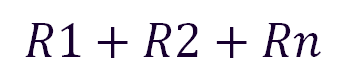 R1 + R2 + Rn